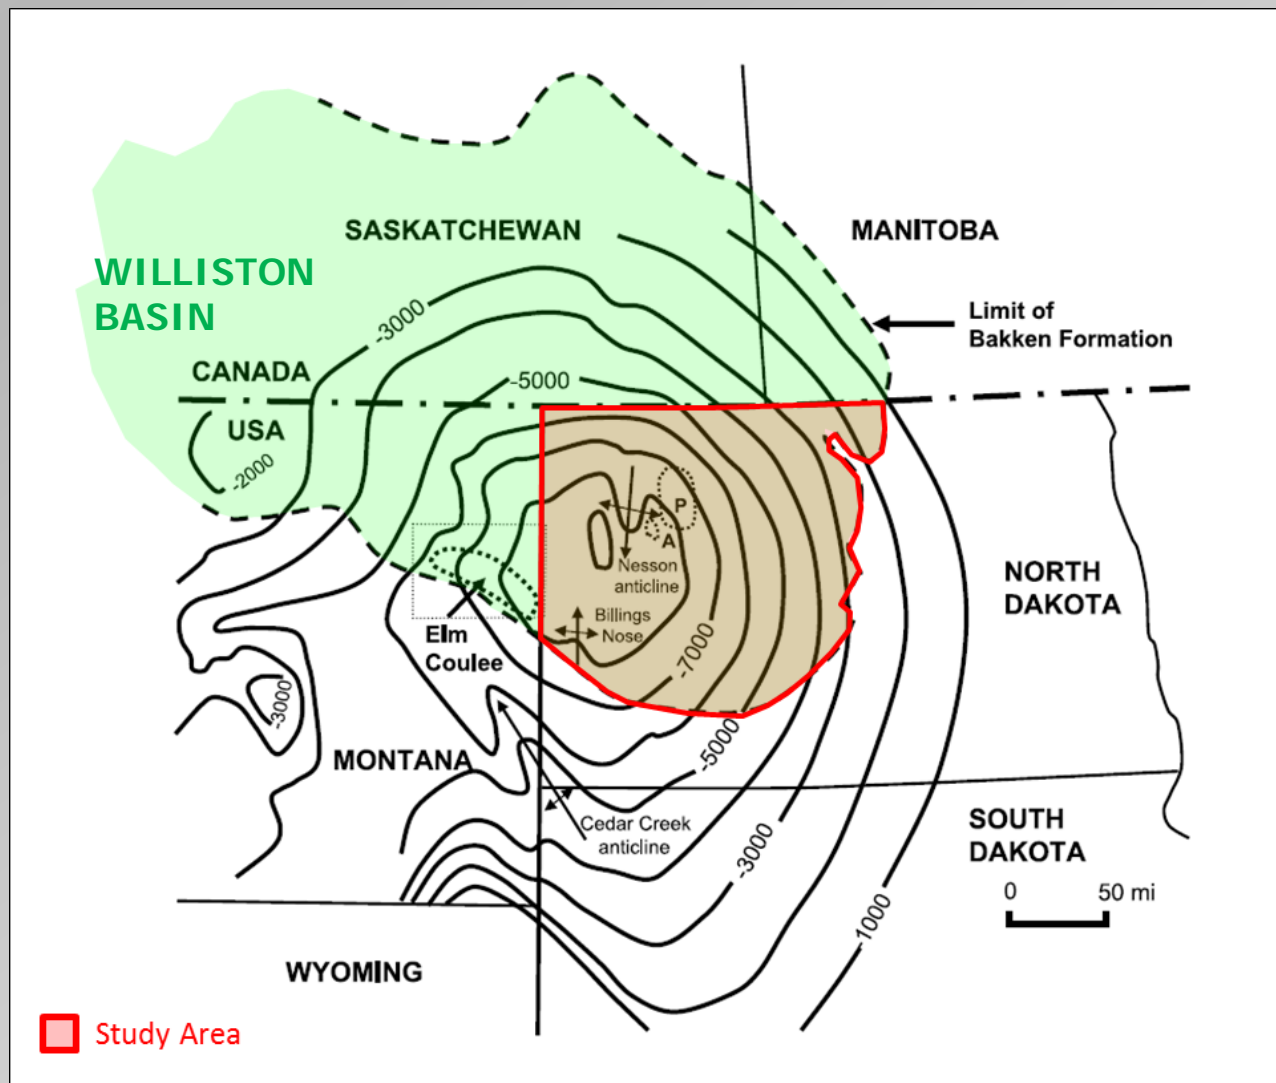 SASKATCHEWAN
MANITOBA
WILLISTON
BASIN
-3000
Limit of
Bakken Formation
CANADA
-5000
USA
-2000
P
A
Nesson
anticline
NORTH
DAKOTA
Billings
Nose
Elm
Coulee
-7000
-3000
-5000
MONTANA
Cedar Creek
anticline
SOUTH
DAKOTA
-3000
0 50 mi
-1000
WYOMING
Study Area